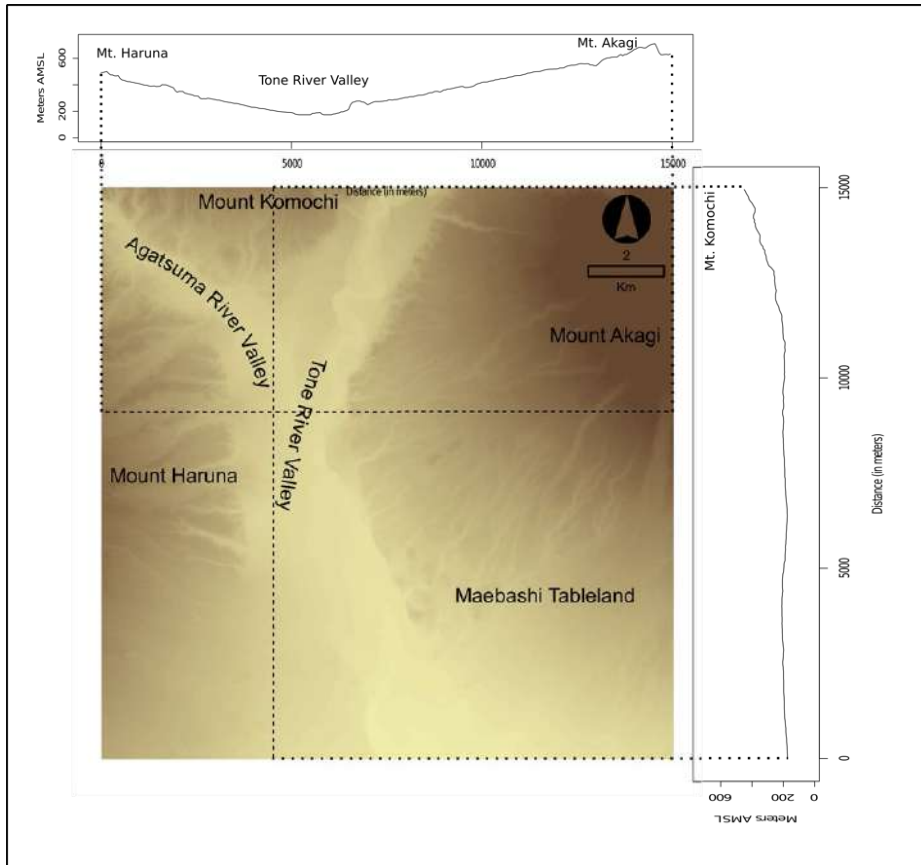 Mt. Haruna
Mt. Akagi
Tone River Valley
Meters AMSL
600
200
0
0
5000
10000
15000
Distance (in meters)
Mount Komochi
2
Km
Agatsuma River Valley
Tone River Valley
Mount Akagi
Mount Haruna
Maebashi Tableland
Mt. Komochi
15000
10000
5000
0
Distance (in meters)
600
200
0
Meters AMSL